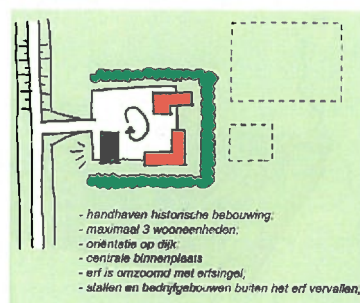 - handhaven historische bebouwing;
- maximaal 3 wooneenheden;
- oriëntatie op dijk;
- centrale binnenplaats
- erf is omzoomd met erfsingel;
- stallen en bedrijfgebouwen buiten het erf vervallen;